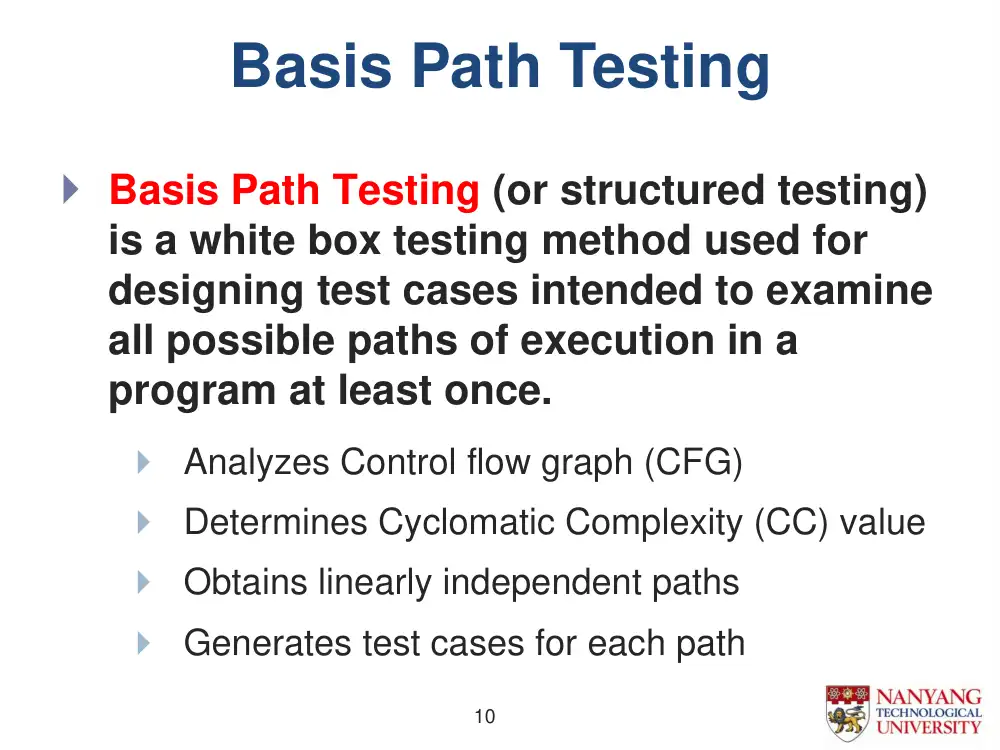 Basis Path Testing
Basis Path Testing (or structured testing)
is a white box testing method used for
designing test cases intended to examine
all possible paths of execution in a
program at least once.
Analyzes Control flow graph (CFG)
Determines Cyclomatic Complexity (CC) value
Obtains linearly independent paths
Generates test cases for each path
10
NANYANG
TECHNOLOGICAL
UNIVERSITY